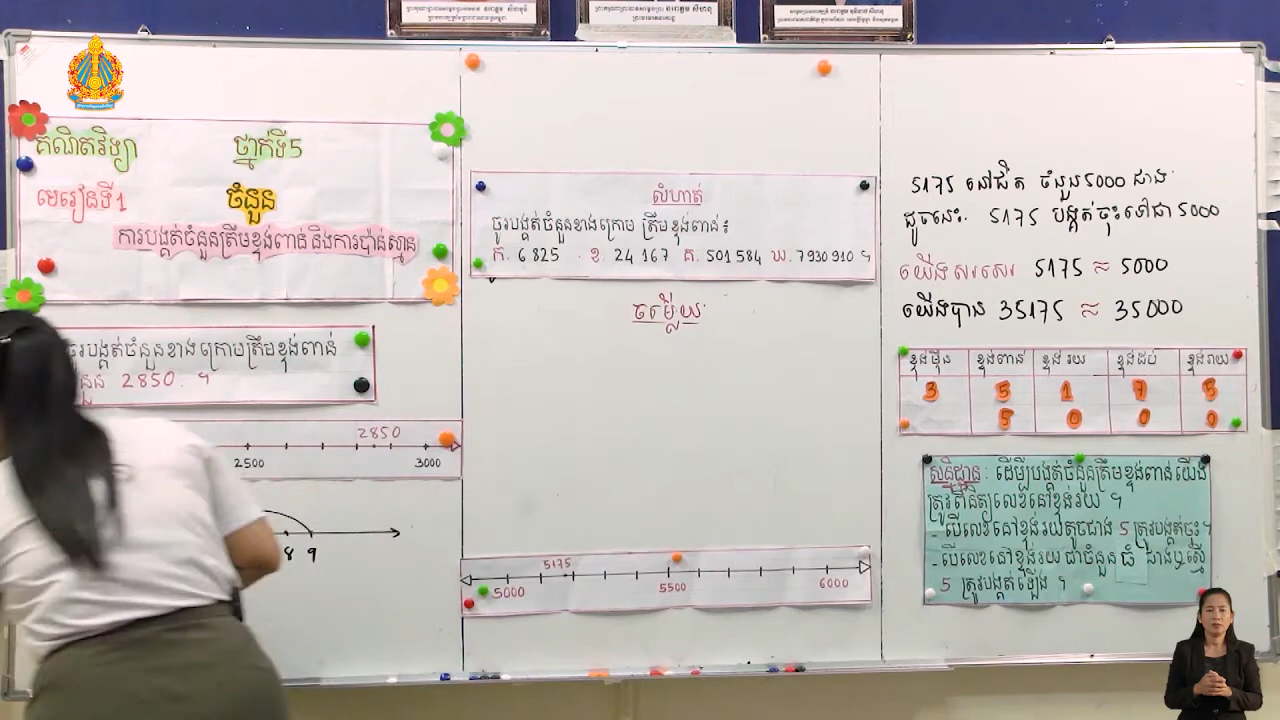 គណិតវិទ្យា ថ្នាក់ទី5
មេរៀនទី1 ចំនួន
ការបង្គត់ចំនួនត្រឹមខ្ទង់ពាន់ និងការប៉ាន់ស្មាន
ចូរបង្គត់ចំនួនខាងក្រោមត្រឹមខ្ទង់ពាន់
2850 ។
2850
2500 3000
8 9
លំហាត់
ចូរបង្គត់ចំនួនខាងក្រោម ត្រឹមខ្ទង់ពាន់៖
ក. 6 825 ខ. 24 167 គ. 501 584 ឃ. 7 930 910 ។
ចម្លើយ
5175
5000 5500 6000
5175 នៅជិត ចំនួន 5000 ជាង
ដូចនេះ 5175 បង្គត់ចុះទៅជា 5000
យើងសរសេរ 5175 ≈ 5000
យើងបាន 35175 ≈ 35000
ខ្ទង់ម៉ឺន ខ្ទង់ពាន់ ខ្ទង់រយ ខ្ទង់ដប់ ខ្ទង់រាយ
3 5 1 7 5
5 0 0 0
សន្និដ្ឋាន: ដើម្បីបង្គត់ចំនួនត្រឹមខ្ទង់ពាន់ យើង
ត្រូវពិនិត្យលេខនៅខ្ទង់រយ ។
- បើលេខនៅខ្ទង់រយតូចជាង 5 ត្រូវបង្គត់ចុះ ។
- បើលេខនៅខ្ទង់រយ ជាចំនួន ធំ ជាងឬស្មើ
5 ត្រូវបង្គត់ឡើង ។